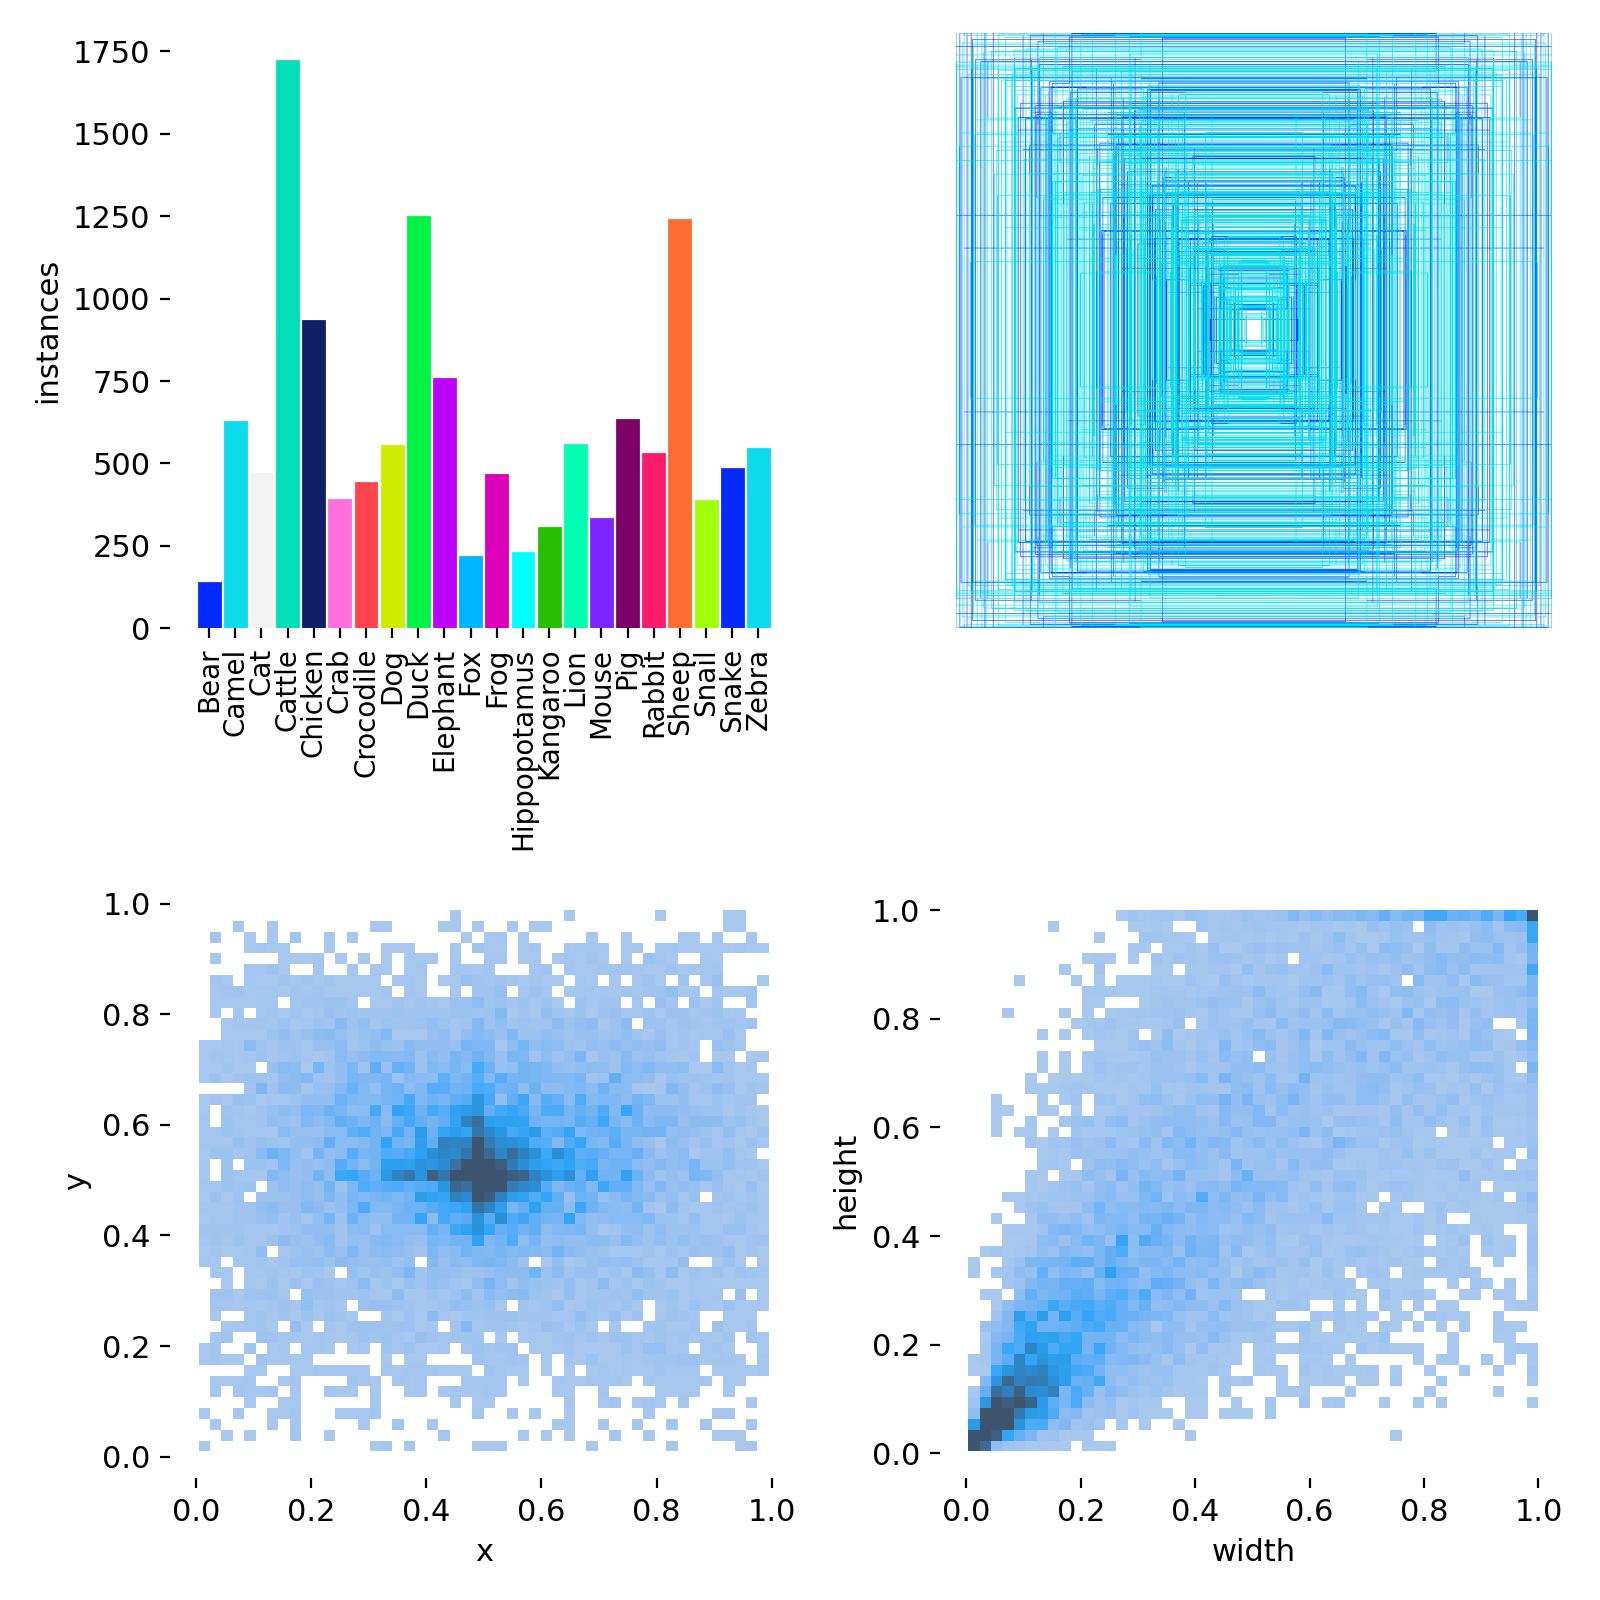 1750
1500
1250
1000
750
500
250
0
instances
Bear
Camel
Cat
Cattle
Chicken
Crab
Crocodile
Dog
Duck
Elephant
Fox
Frog
Hippopotamus
Kangaroo
Lion
Mouse
Pig
Rabbit
Sheep
Snail
Snake
Zebra
1.0
0.8
0.6
0.4
0.2
0.0
y
0.0 0.2 0.4 0.6 0.8 1.0
x
1.0
0.8
0.6
0.4
0.2
0.0
height
0.0 0.2 0.4 0.6 0.8 1.0
width